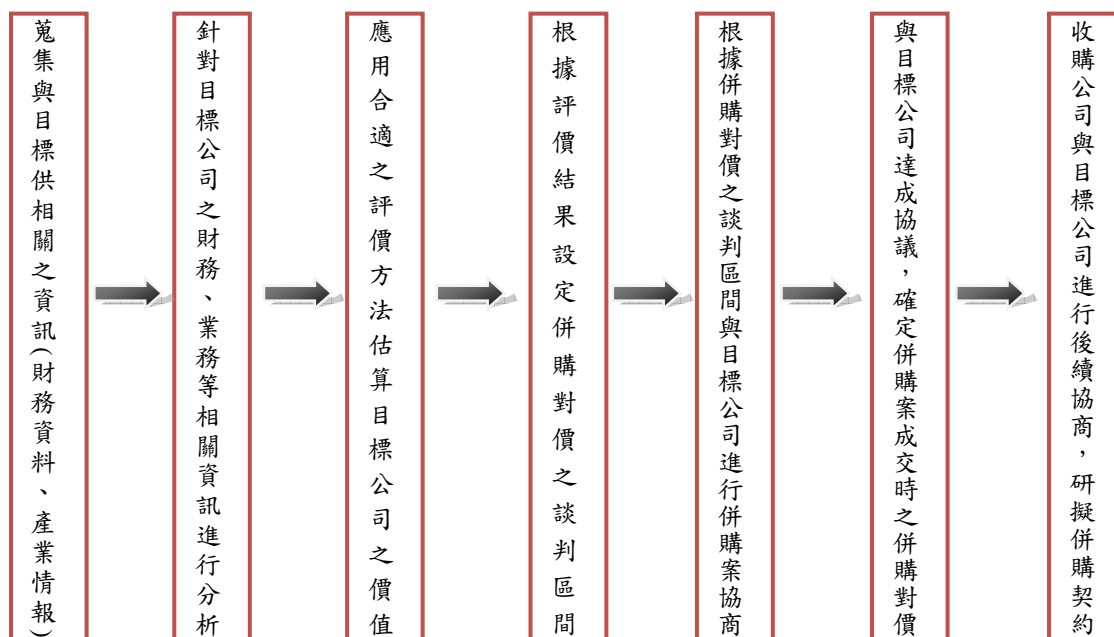 蒐集與目標供相關之資訊(財務資料、產業情報)
針對目標公司之財務、業務等相關資訊進行分析
應用合適之評價方法估算目標公司之價值
根據評價結果設定併購對價之談判區間
根據併購對價之談判區間與目標公司進行併購案協商
與目標公司達成協議，確定併購案成交時之併購對價
收購公司與目標公司進行後續協商，研擬併購契約